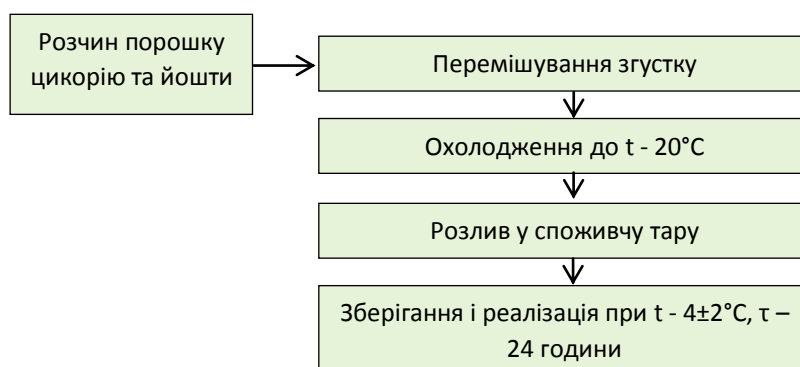 Розчин порошку
цикорію та йошти
Перемішування згустку
Охолодження до t - 20°С
Розлив у споживчу тару
Зберігання і реалізація при t - 4±2°С, τ –
24 години